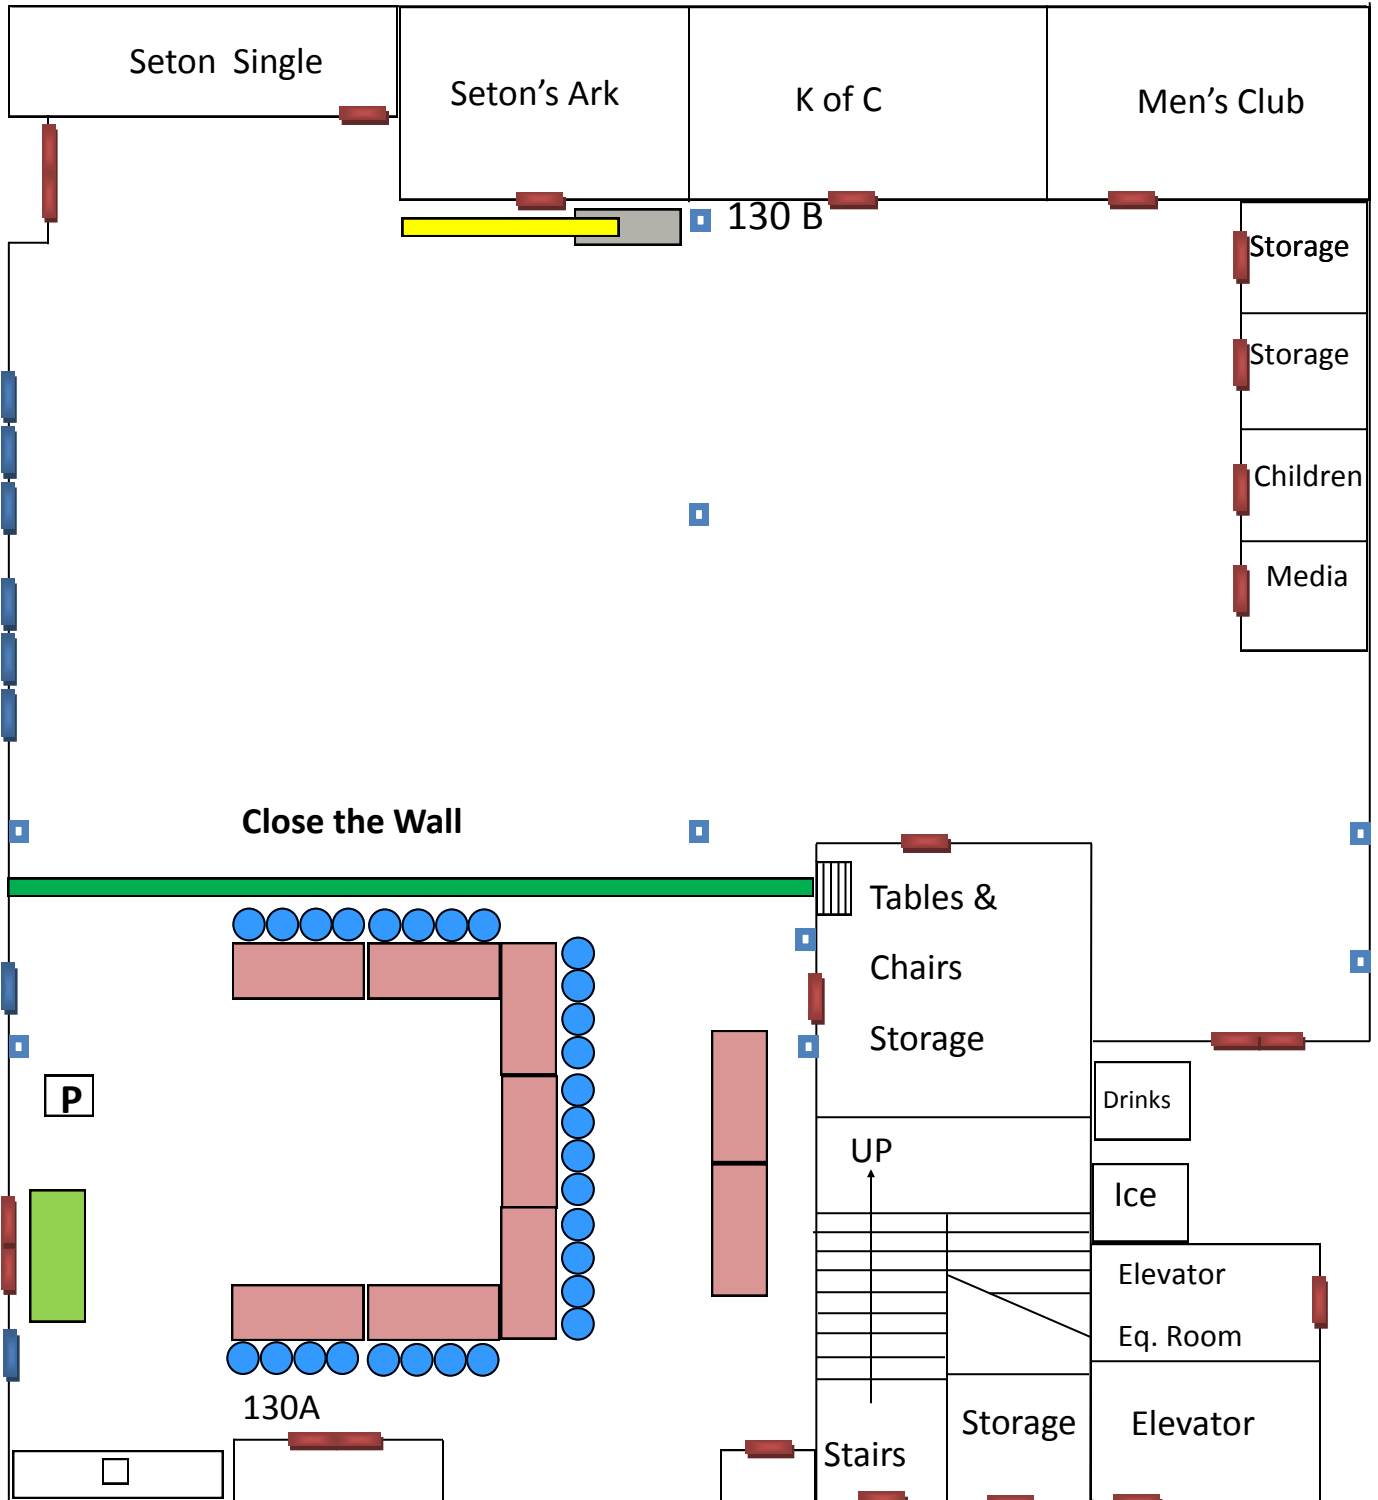 Seton  Single
Seton's Ark
K of C
Men's Club
130 B
Storage
Storage
Children
Media
Close the Wall
Tables &
Chairs
Storage
P
Drinks
UP
Ice
Elevator
Eq. Room
130A
Stairs
Storage
Elevator